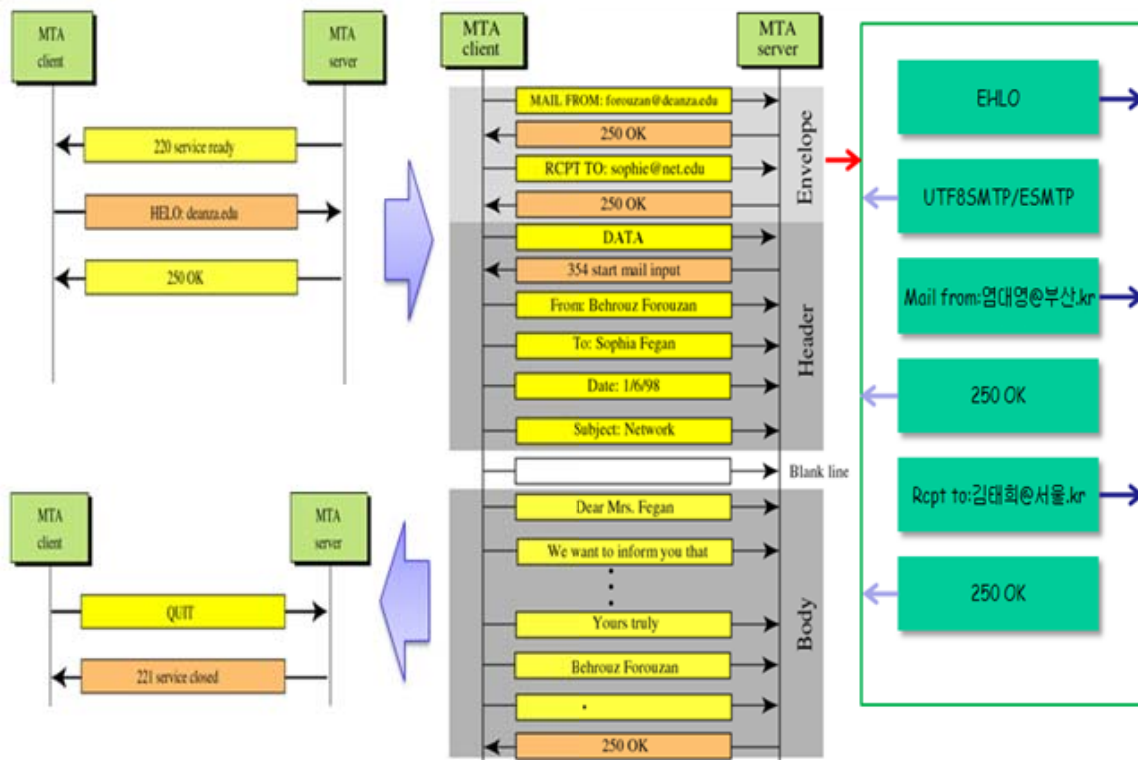 MTA
client
MTA
server
220 service ready
HELO: deanza.edu
250 OK
MTA
client
MTA
server
MAIL FROM: forouzan@deanza.edu
250 OK
RCPT TO: sophie@net.edu
250 OK
Envelope
DATA
354 start mail input
From: Behrouz Forouzan
To: Sophia Fegan
Date: 1/6/98
Subject: Network
Header
Blank line
Dear Mrs. Fegan
We want to inform you that
Yours truly
Behrouz Forouzan
.
250 OK
Body
MTA
client
MTA
server
QUIT
221 service closed
EHLO
UTF8SMTP/ESMTP
Mail from:염대영@부산.kr
250 OK
Rcpt to:김태희@서울.kr
250 OK